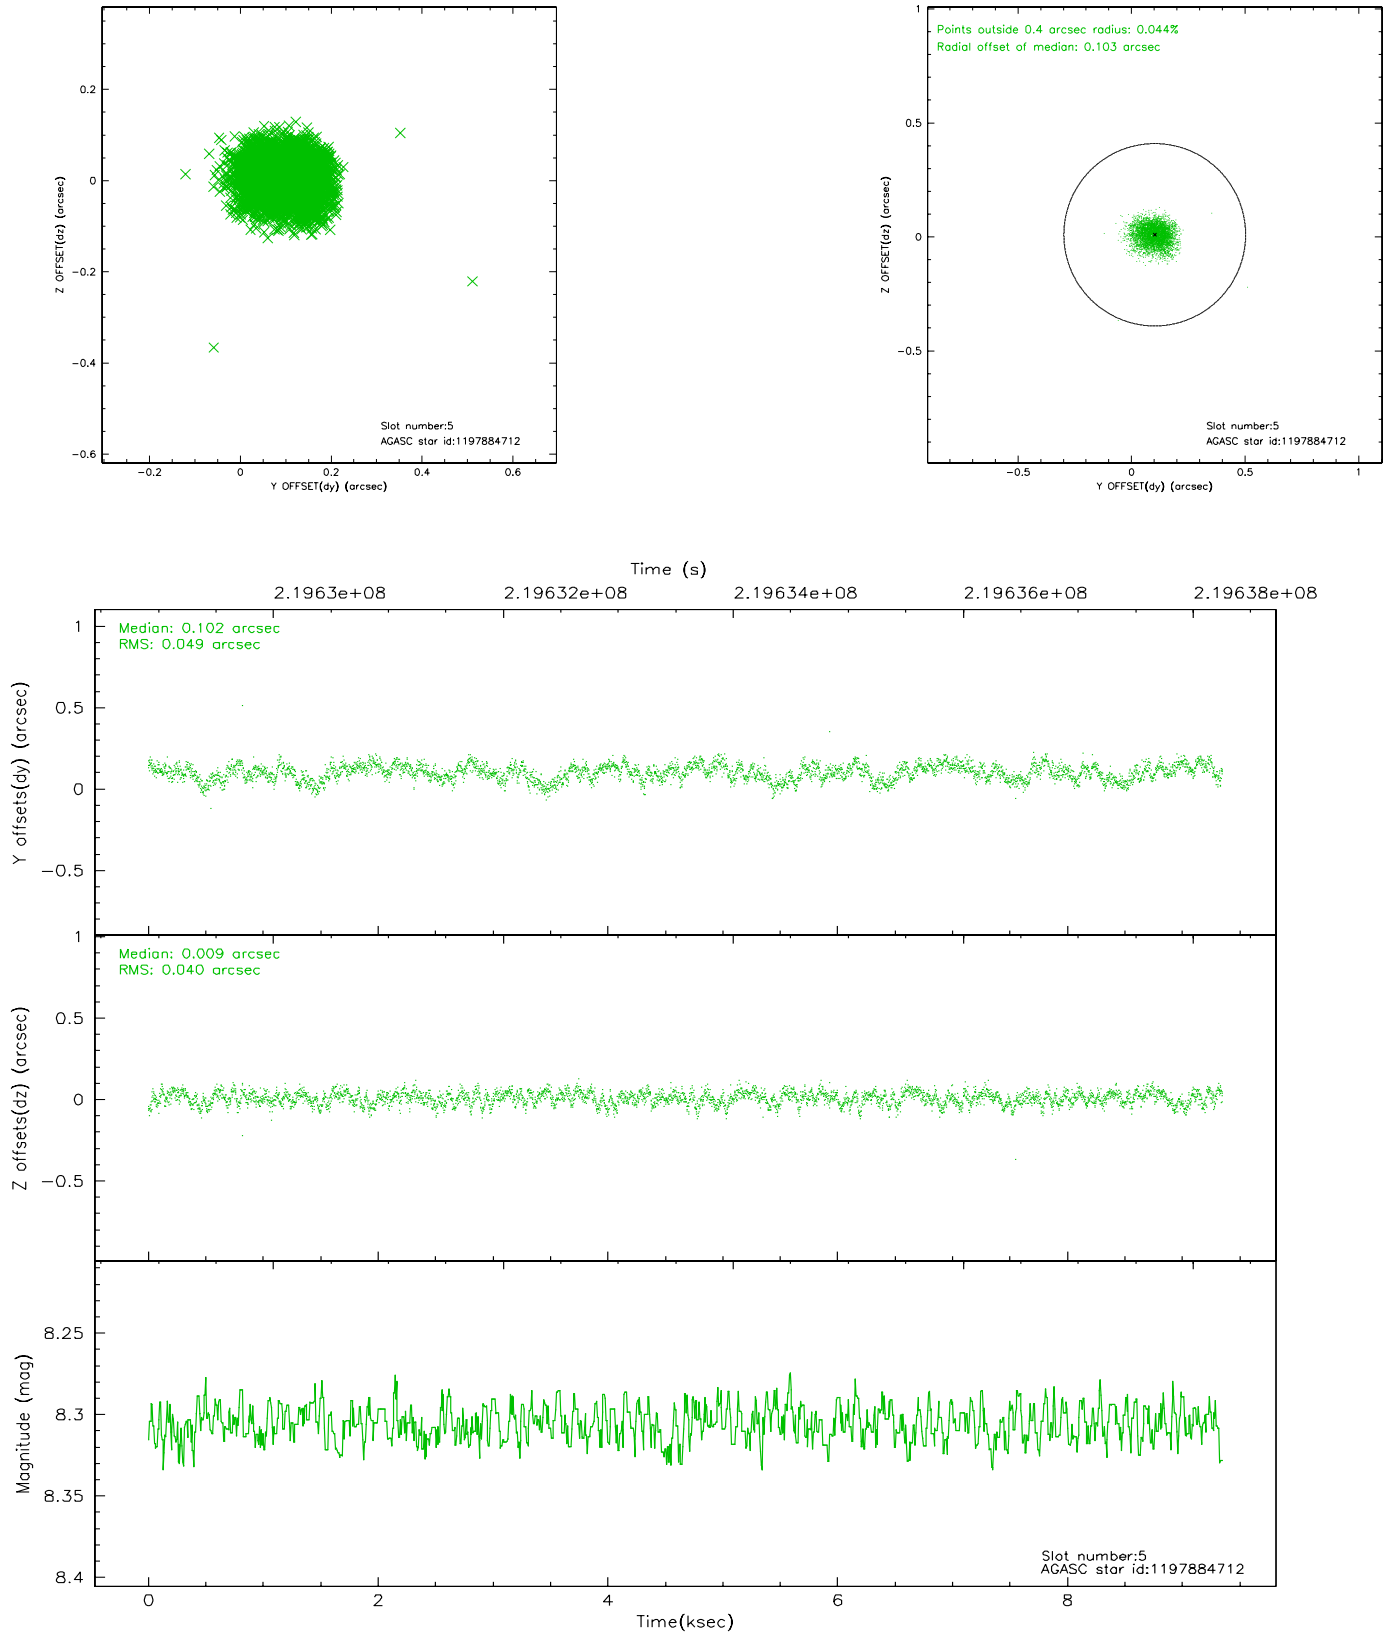 0.2
0
−0.2
−0.4
−0.6
Z OFFSET(dz) (arcsec)
Slot number:5
AGASC star id:1197884712
−0.2 0 0.2 0.4 0.6
Y OFFSET(dy) (arcsec)
1
0.5
0
−0.5
Z OFFSET(dz) (arcsec)
Points outside 0.4 arcsec radius: 0.044%
Radial offset of median: 0.103 arcsec
Slot number:5
AGASC star id:1197884712
−0.5 0 0.5 1
Y OFFSET(dy) (arcsec)
Time (s)
2.1963e+08 2.19632e+08 2.19634e+08 2.19636e+08 2.19638e+08
Median: 0.102 arcsec
RMS: 0.049 arcsec
1
0.5
0
−0.5
Y offsets(dy) (arcsec)
Median: 0.009 arcsec
RMS: 0.040 arcsec
1
0.5
0
−0.5
Z offsets(dz) (arcsec)
8.25
8.3
8.35
8.4
Magnitude (mag)
Slot number:5
AGASC star id:1197884712
0 2 4 6 8
Time(ksec)